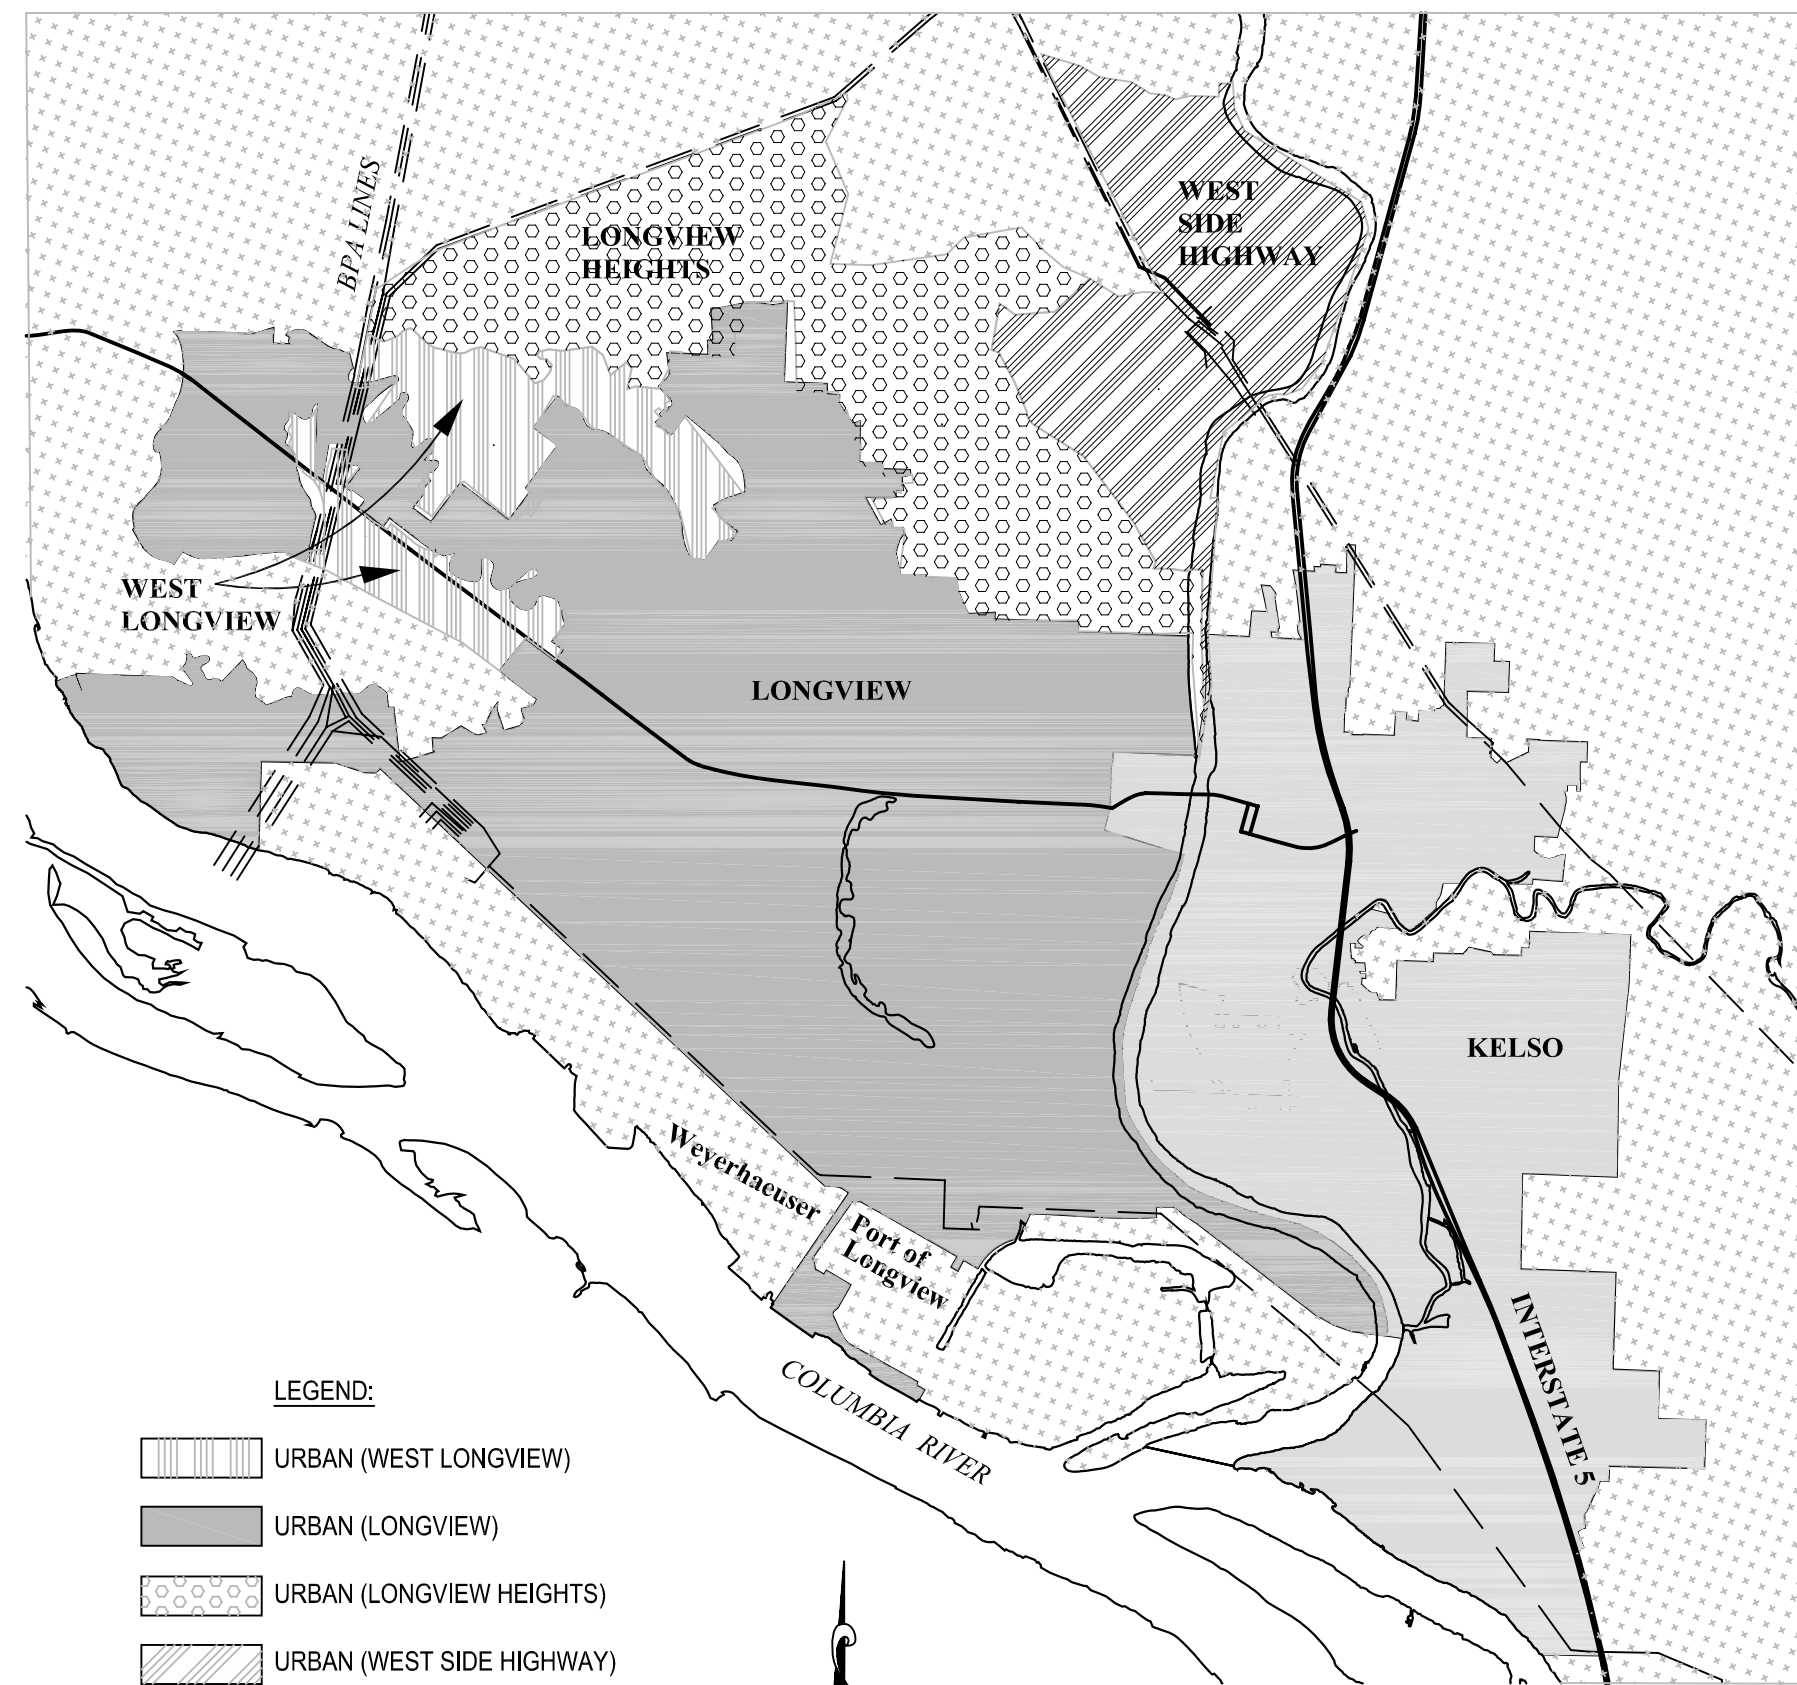 BPA LINES
LONGVIEW
HEIGHTS
WEST
SIDE
HIGHWAY
WEST
LONGVIEW
LONGVIEW
KELSO
Weyerhaeuser
Port of
Longview
INTERSTATE 5
COLUMBIA RIVER
LEGEND:
URBAN (WEST LONGVIEW)
URBAN (LONGVIEW)
URBAN (LONGVIEW HEIGHTS)
URBAN (WEST SIDE HIGHWAY)